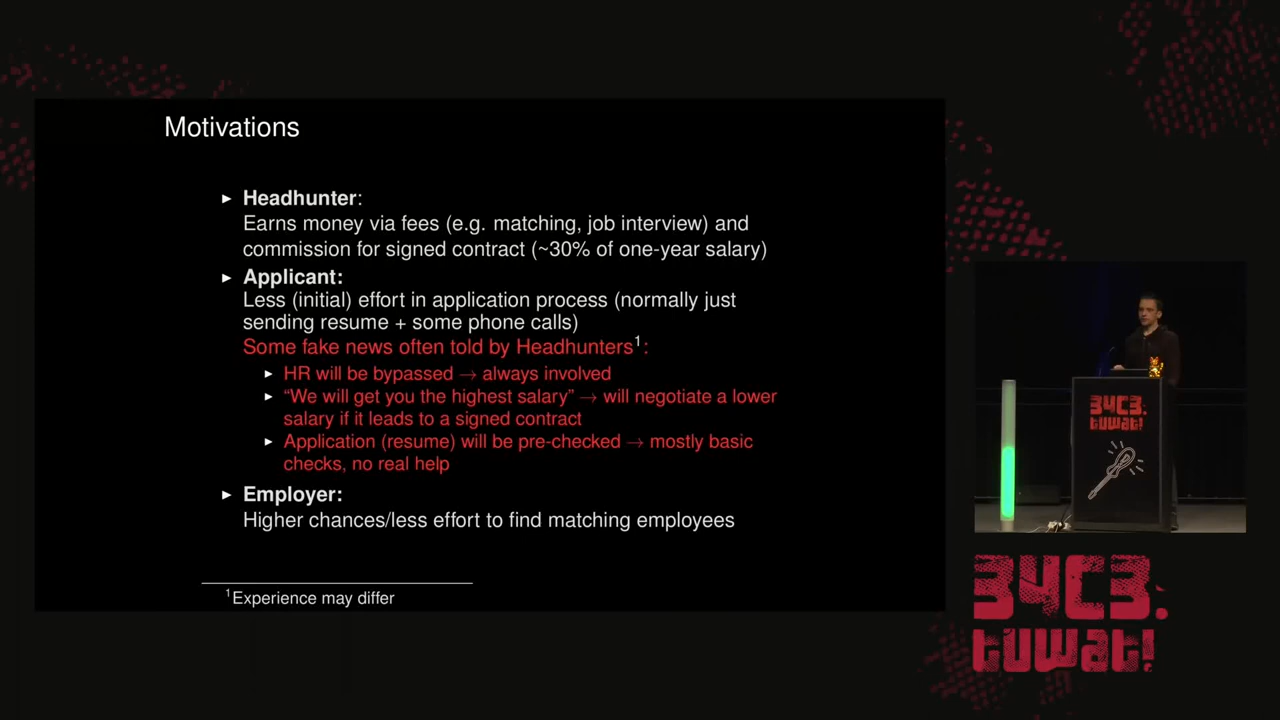 Motivations
► Headhunter:
Earns money via fees (e.g. matching, job interview) and
commission for signed contract (~30% of one-year salary)
► Applicant:
Less (initial) effort in application process (normally just
sending resume + some phone calls)
Some fake news often told by Headhunters¹:
► HR will be bypassed → always involved
► “We will get you the highest salary” → will negotiate a lower
salary if it leads to a signed contract
► Application (resume) will be pre-checked → mostly basic
checks, no real help
► Employer:
Higher chances/less effort to find matching employees
¹Experience may differ
34C3.
tuwat!
34C3.
tuwat!